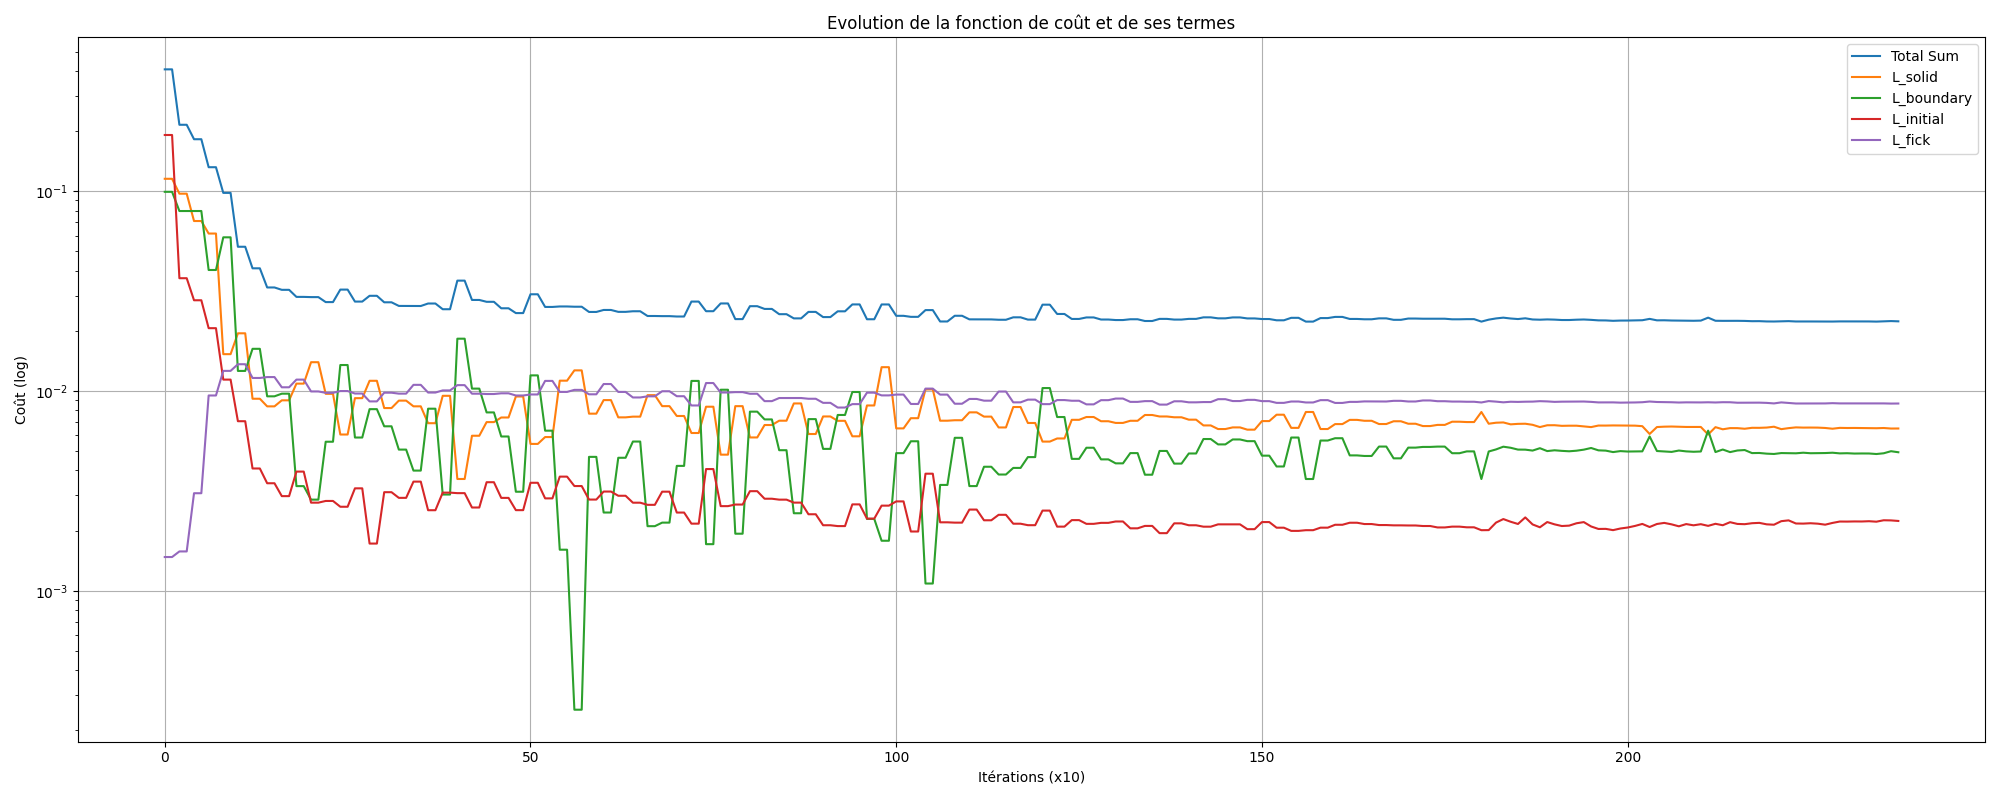 Evolution de la fonction de coût et de ses termes
Total Sum
L_solid
L_boundary
L_initial
L_fick
Coût (log)
10⁻¹
10⁻²
10⁻³
0
50
100
150
200
Itérations (x10)